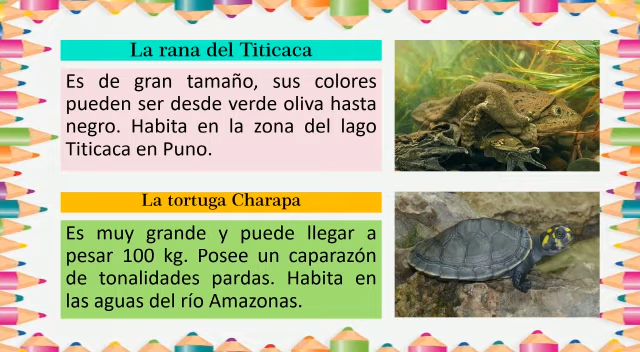 La rana del Titicaca
Es de gran tamaño, sus colores
pueden ser desde verde oliva hasta
negro. Habita en la zona del lago
Titicaca en Puno.
La tortuga Charapa
Es muy grande y puede llegar a
pesar 100 kg. Posee un caparazón
de tonalidades pardas. Habita en
las aguas del río Amazonas.